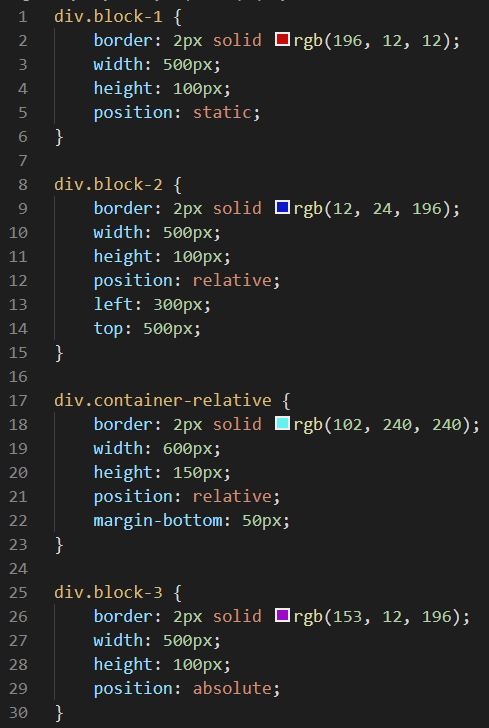 1 div.block-1 {
2 border: 2px solid rgb(196, 12, 12);
3 width: 500px;
4 height: 100px;
5 position: static;
6 }
7
8 div.block-2 {
9 border: 2px solid rgb(12, 24, 196);
10 width: 500px;
11 height: 100px;
12 position: relative;
13 left: 300px;
14 top: 500px;
15 }
16
17 div.container-relative {
18 border: 2px solid rgb(102, 240, 240);
19 width: 600px;
20 height: 150px;
21 position: relative;
22 margin-bottom: 50px;
23 }
24
25 div.block-3 {
26 border: 2px solid rgb(153, 12, 196);
27 width: 500px;
28 height: 100px;
29 position: absolute;
30 }